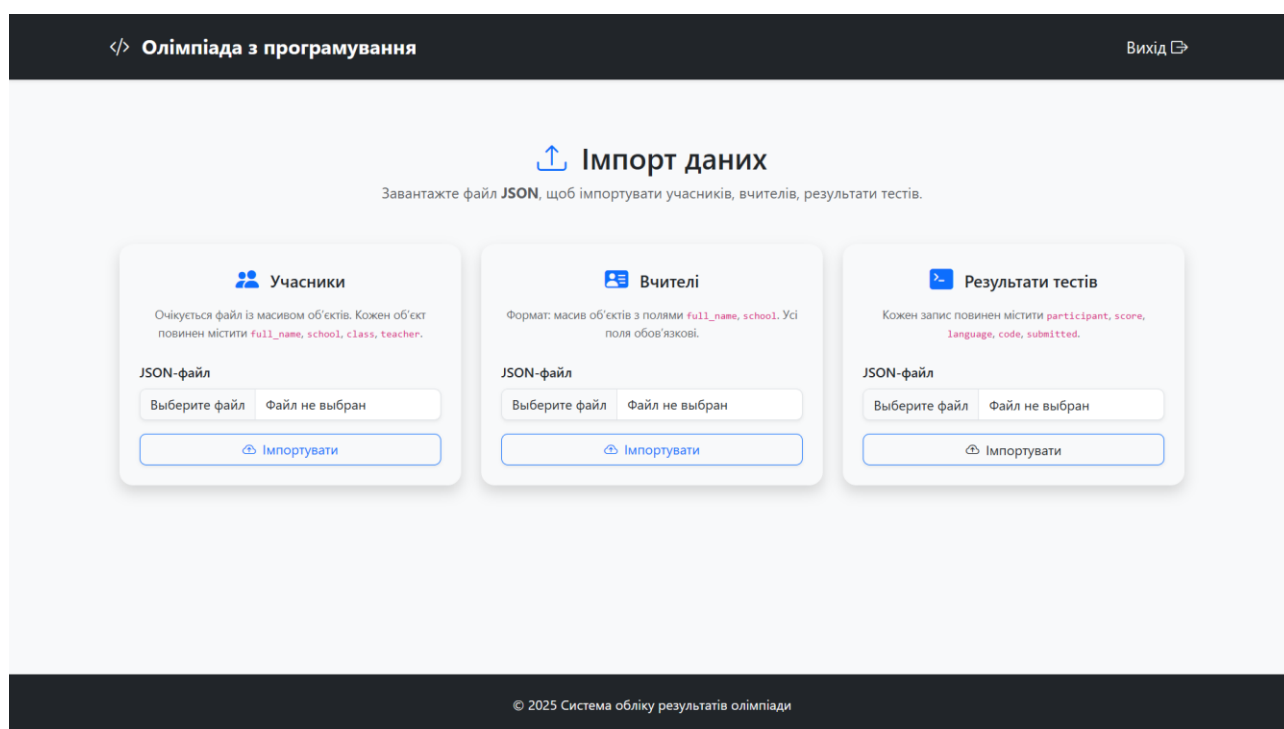 </> Олімпіада з програмування
Вихід
Імпорт даних
Завантажте файл JSON, щоб імпортувати учасників, вчителів, результати тестів.
Учасники
Очікується файл із масивом об'єктів. Кожен об'єкт
повинен містити full_name, school, class, teacher.
JSON-файл
Выберите файл Файл не выбран
Імпортувати
Вчителі
Формат: масив об'єктів з полями full_name, school. Усі
поля обов'язкові.
JSON-файл
Выберите файл Файл не выбран
Імпортувати
Результати тестів
Кожен запис повинен містити participant, score,
language, code, submitted.
JSON-файл
Выберите файл Файл не выбран
Імпортувати
© 2025 Система обліку результатів олімпіади